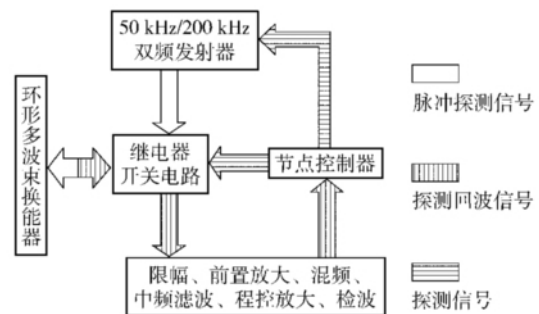 50 kHz/200 kHz
双频发射器
环形多波束换能器
继电器
开关电路
节点控制器
限幅、前置放大、混频、
中频滤波、程控放大、检波
脉冲探测信号
探测回波信号
探测信号